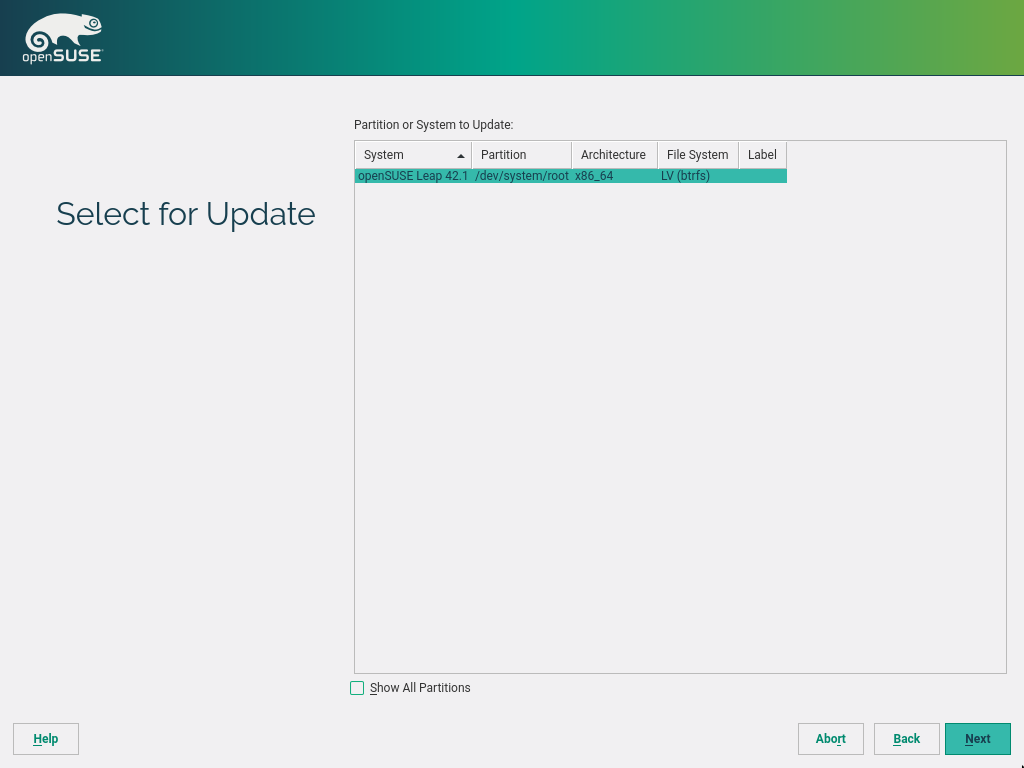 openSUSE
Partition or System to Update:
System Partition Architecture File System Label
openSUSE Leap 42.1 /dev/system/root x86_64 LV (btrfs)
Select for Update
Show All Partitions
Help Abort Back Next